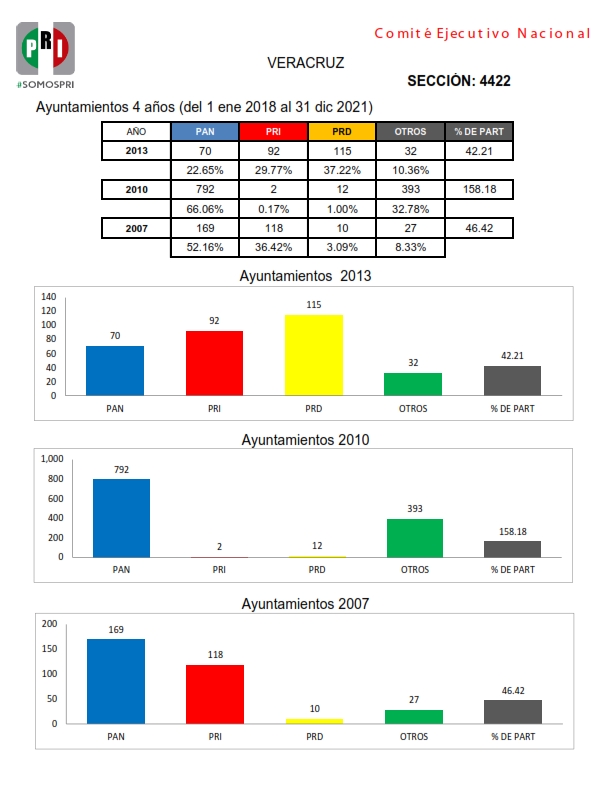 PRI
#SOMOSPRI
Comité Ejecutivo Nacional
VERACRUZ
SECCIÓN: 4422
Ayuntamientos 4 años (del 1 ene 2018 al 31 dic 2021)
AÑO PAN PRI PRD OTROS % DE PART
2013 70 92 115 32 42.21
22.65% 29.77% 37.22% 10.36%
2010 792 2 12 393 158.18
66.06% 0.17% 1.00% 32.78%
2007 169 118 10 27 46.42
52.16% 36.42% 3.09% 8.33%
Ayuntamientos 2013
140
120
100
80
60
40
20
0
70 92 115 32 42.21
PAN PRI PRD OTROS % DE PART
Ayuntamientos 2010
1,000
800
600
400
200
0
792 2 12 393 158.18
PAN PRI PRD OTROS % DE PART
Ayuntamientos 2007
200
150
100
50
0
169 118 10 27 46.42
PAN PRI PRD OTROS % DE PART